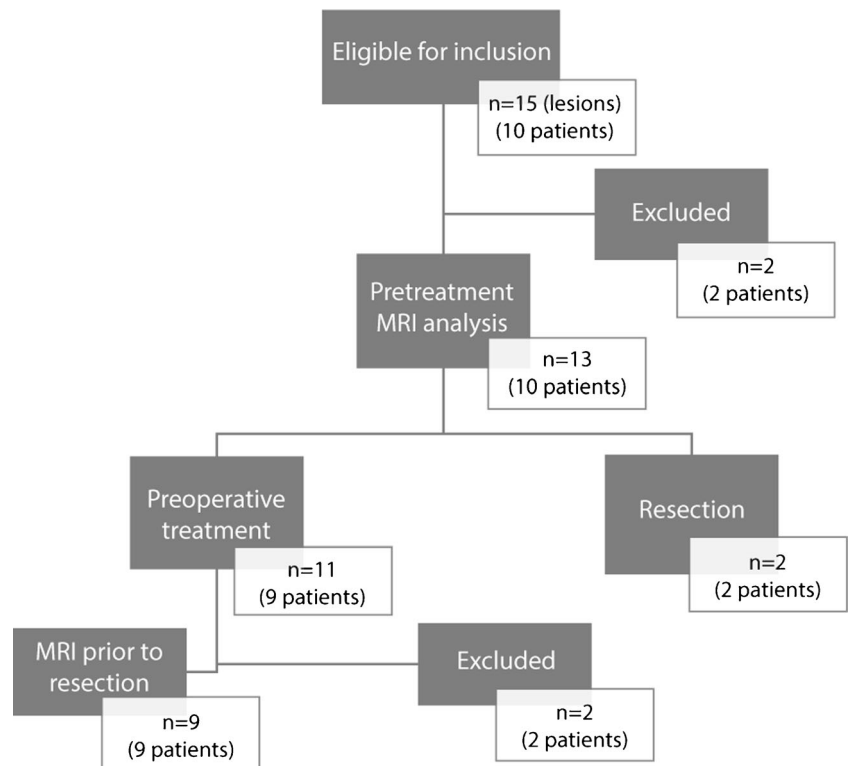 Eligible for inclusion
n=15 (lesions)
(10 patients)
Excluded
n=2
(2 patients)
Pretreatment
MRI analysis
n=13
(10 patients)
Preoperative
treatment
n=11
(9 patients)
Resection
n=2
(2 patients)
MRI prior to
resection
n=9
(9 patients)
Excluded
n=2
(2 patients)